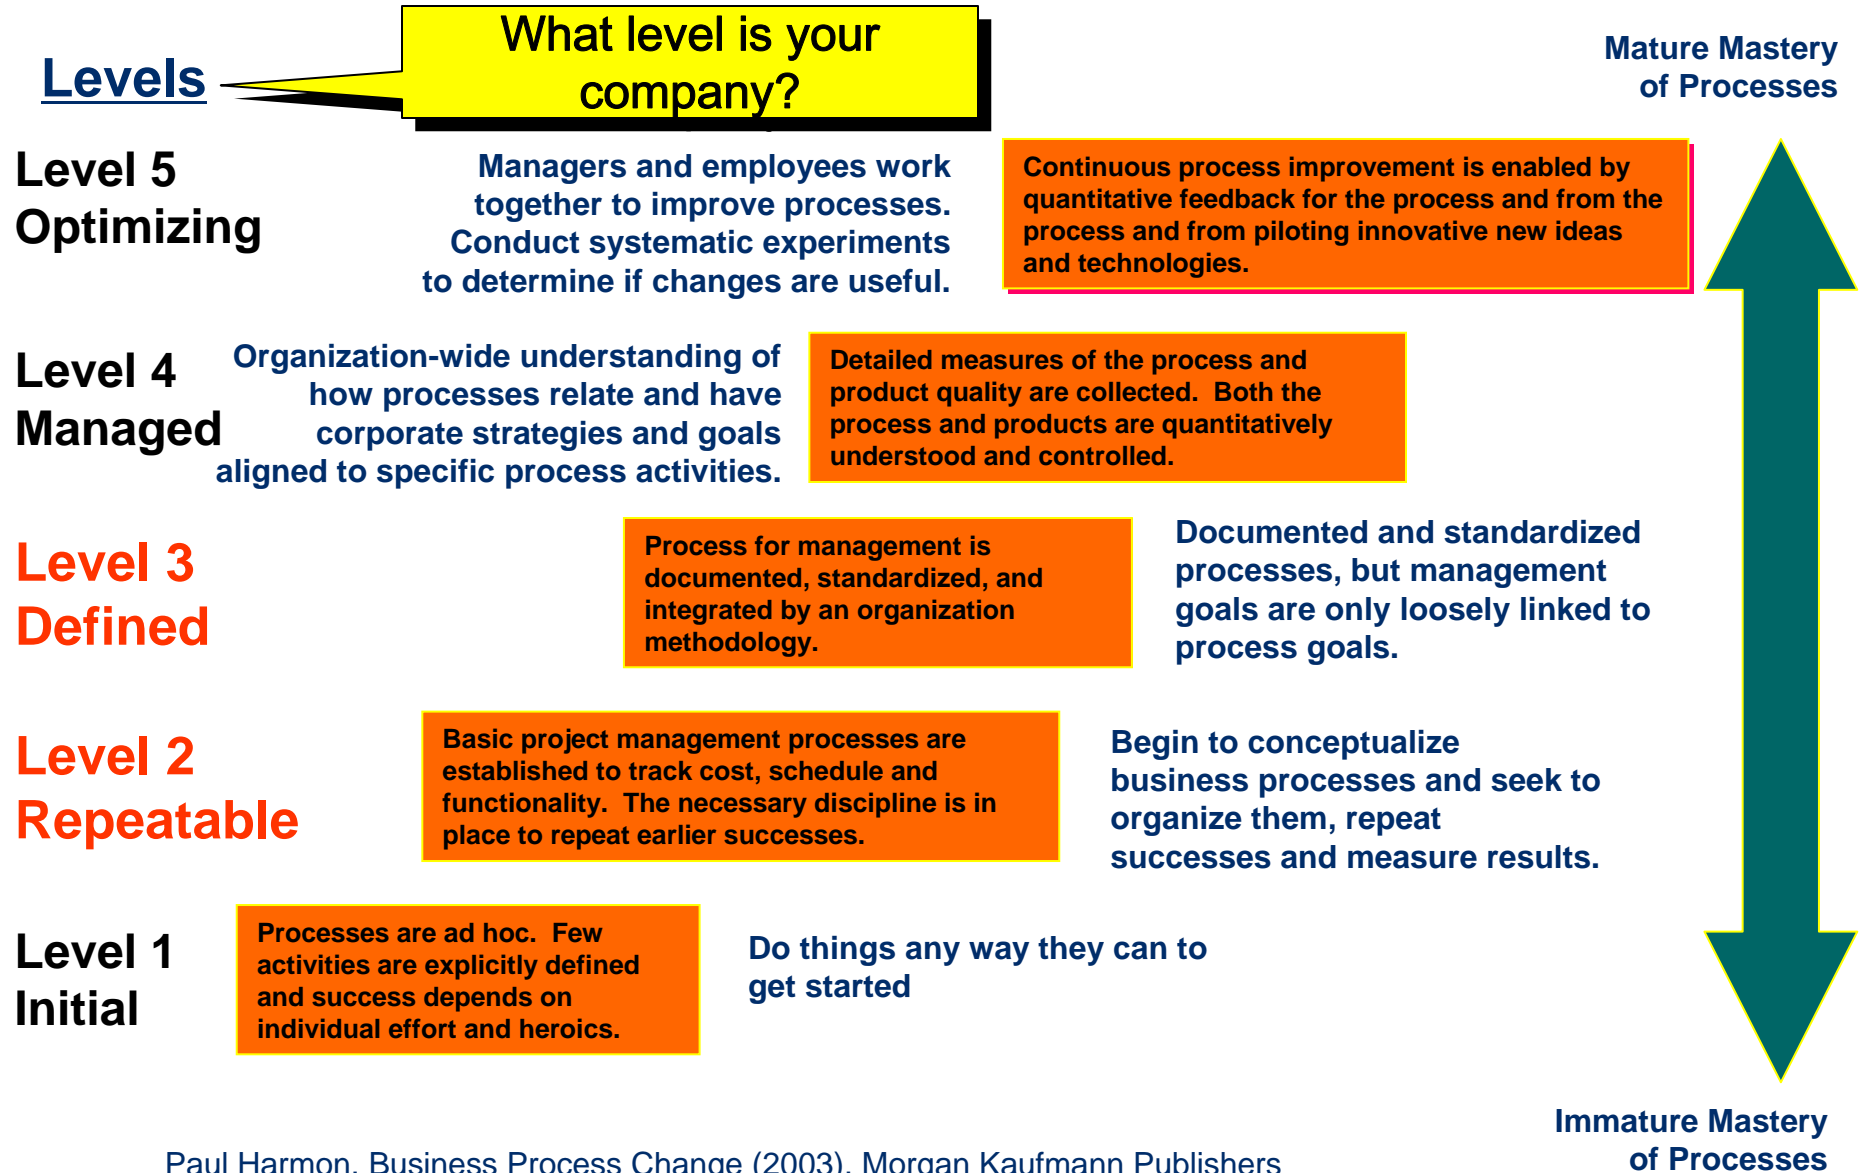 Levels
What level is your
company?
Mature Mastery
of Processes
Level 5
Optimizing
Managers and employees work
together to improve processes.
Conduct systematic experiments
to determine if changes are useful.
Continuous process improvement is enabled by
quantitative feedback for the process and from the
process and from piloting innovative new ideas
and technologies.
Level 4
Managed
Organization-wide understanding of
how processes relate and have
corporate strategies and goals
aligned to specific process activities.
Detailed measures of the process and
product quality are collected. Both the
process and products are quantitatively
understood and controlled.
Level 3
Defined
Process for management is
documented, standardized, and
integrated by an organization
methodology.
Documented and standardized
processes, but management
goals are only loosely linked to
process goals.
Level 2
Repeatable
Basic project management processes are
established to track cost, schedule and
functionality. The necessary discipline is in
place to repeat earlier successes.
Begin to conceptualize
business processes and seek to
organize them, repeat
successes and measure results.
Level 1
Initial
Processes are ad hoc. Few
activities are explicitly defined
and success depends on
individual effort and heroics.
Do things any way they can to
get started
Immature Mastery
of Processes
Paul Harmon, Business Process Change (2003), Morgan Kaufmann Publishers